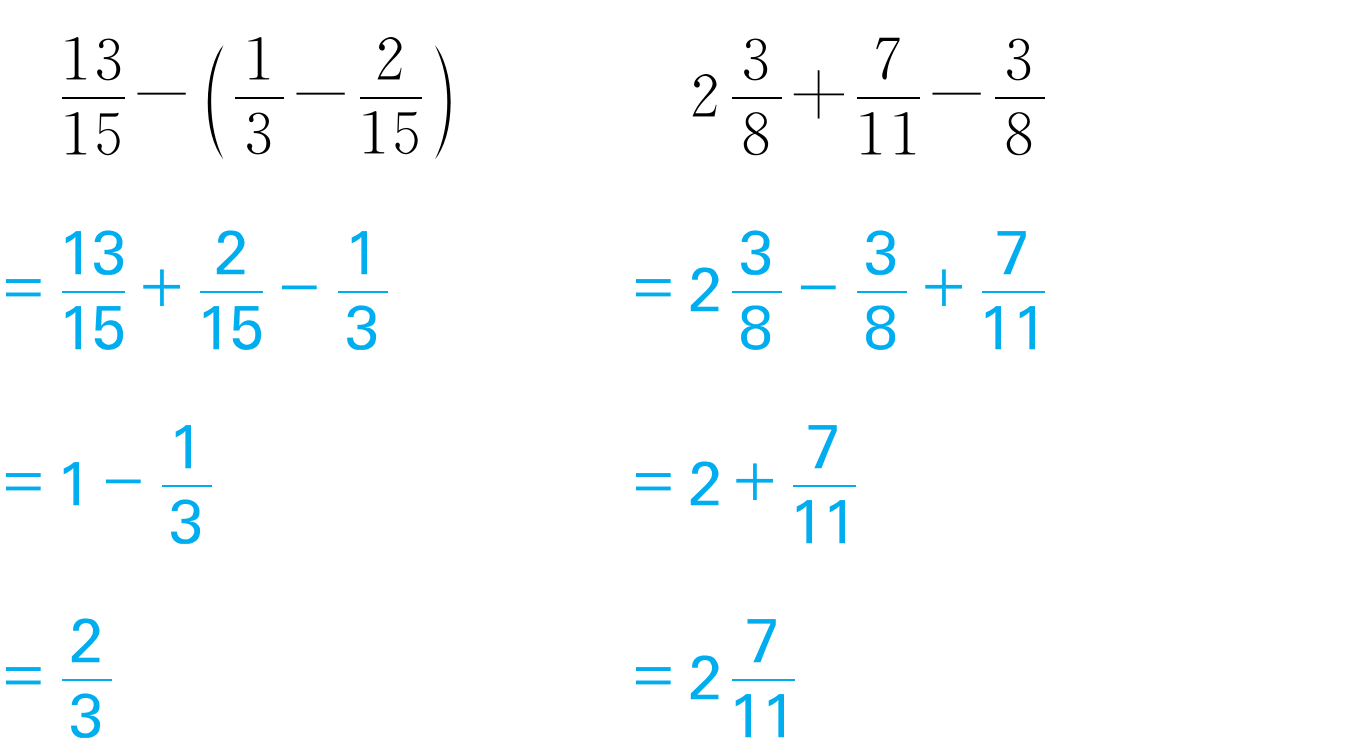 13/15 − (1/3 − 2/15)
= 13/15 + 2/15 − 1/3
= 1 − 1/3
= 2/3
2 3/8 + 7/11 − 3/8
= 2 3/8 − 3/8 + 7/11
= 2 + 7/11
= 2 7/11